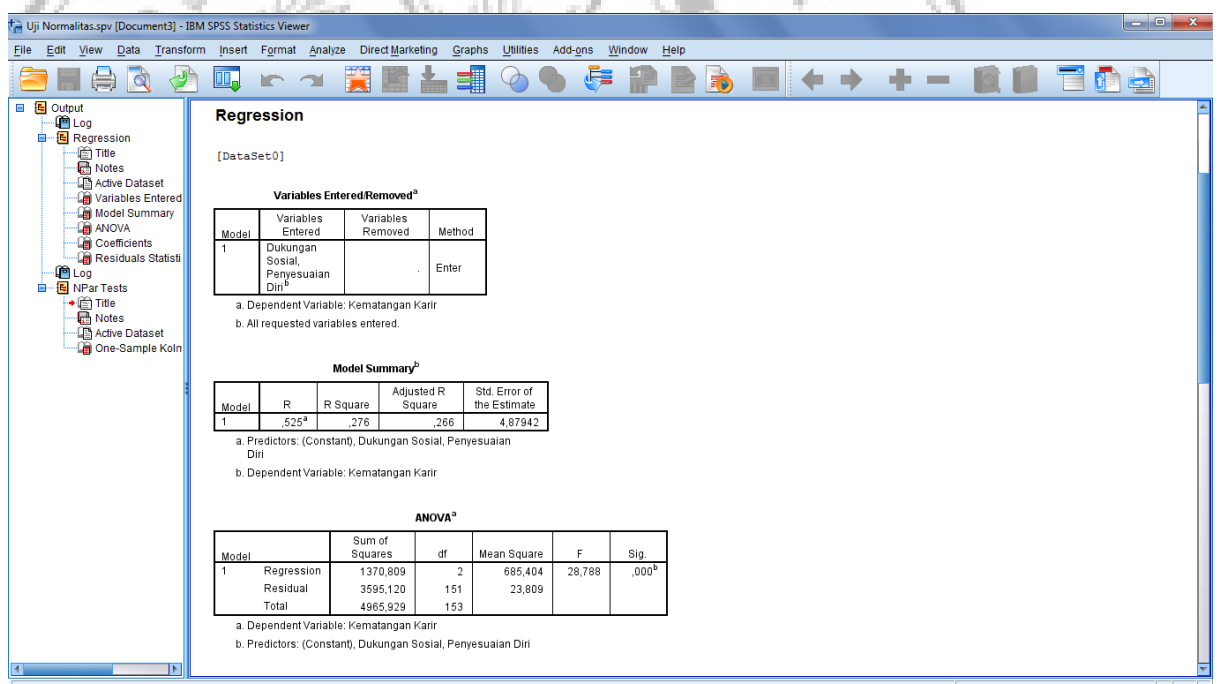 Uji Normalitas.spv [Document3] - IBM SPSS Statistics Viewer
File Edit View Data Transform Insert Format Analyze Direct Marketing Graphs Utilities Add-ons Window Help
Output
Log
Regression
Title
Notes
Active Dataset
Variables Entered
Model Summary
ANOVA
Coefficients
Residuals Statisti
Log
NPar Tests
Title
Notes
Active Dataset
One-Sample Kolm
Regression
[DataSet0]
Variables Entered/Removedᵃ
Model Variables Entered Variables Removed Method
1 Dukungan Sosial, Penyesuaian Diriᵇ . Enter
a. Dependent Variable: Kematangan Karir
b. All requested variables entered.
Model Summaryᵇ
Model R R Square Adjusted R Square Std. Error of the Estimate
1 ,525ᵃ ,276 ,266 4,87942
a. Predictors: (Constant), Dukungan Sosial, Penyesuaian
Diri
b. Dependent Variable: Kematangan Karir
ANOVAᵃ
Model Sum of Squares df Mean Square F Sig.
1 Regression 1370,809 2 685,404 28,788 ,000ᵇ
Residual 3595,120 151 23,809
Total 4965,929 153
a. Dependent Variable: Kematangan Karir
b. Predictors: (Constant), Dukungan Sosial, Penyesuaian Diri